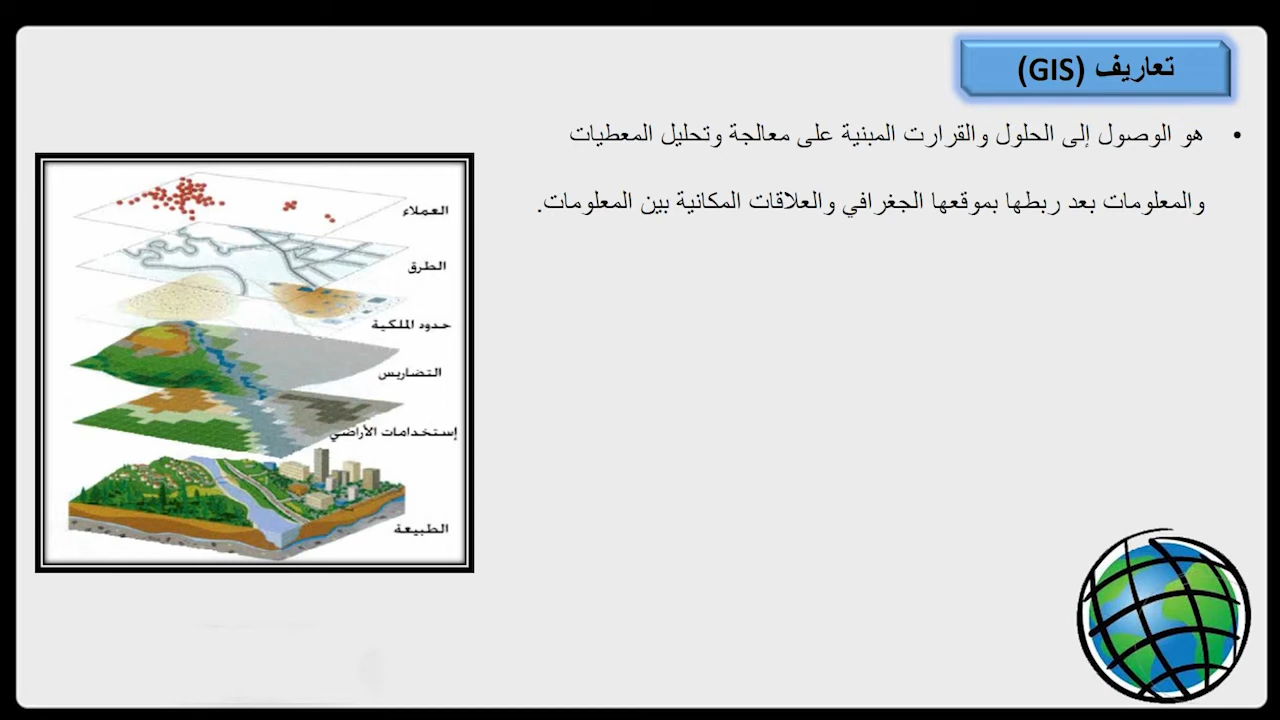 تعاريف (GIS)
• هو الوصول إلى الحلول والقرارت المبنية على معالجة وتحليل المعطيات
والمعلومات بعد ربطها بموقعها الجغرافي والعلاقات المكانية بين المعلومات.
العملاء
الطرق
حدود الملكية
التضاريس
إستخدامات الأراضي
الطبيعة